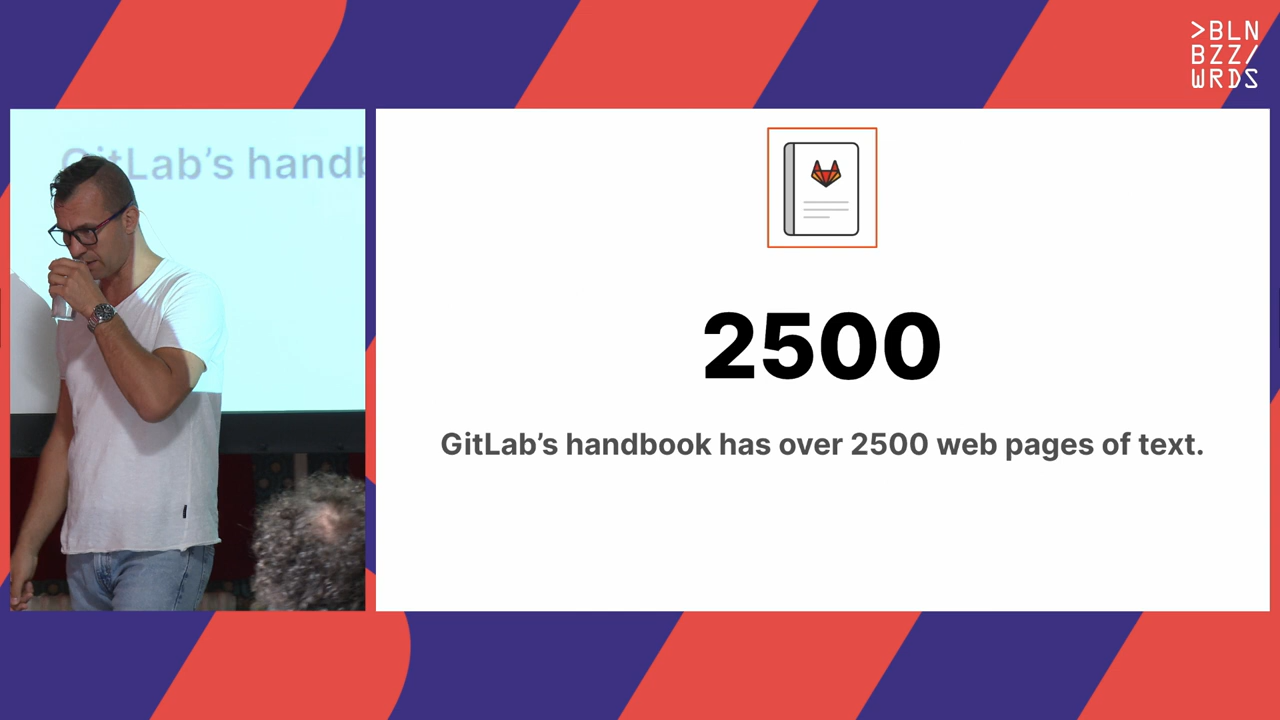 >BLN
BZZ/
WRDS
GitLab's handb
2500
GitLab’s handbook has over 2500 web pages of text.